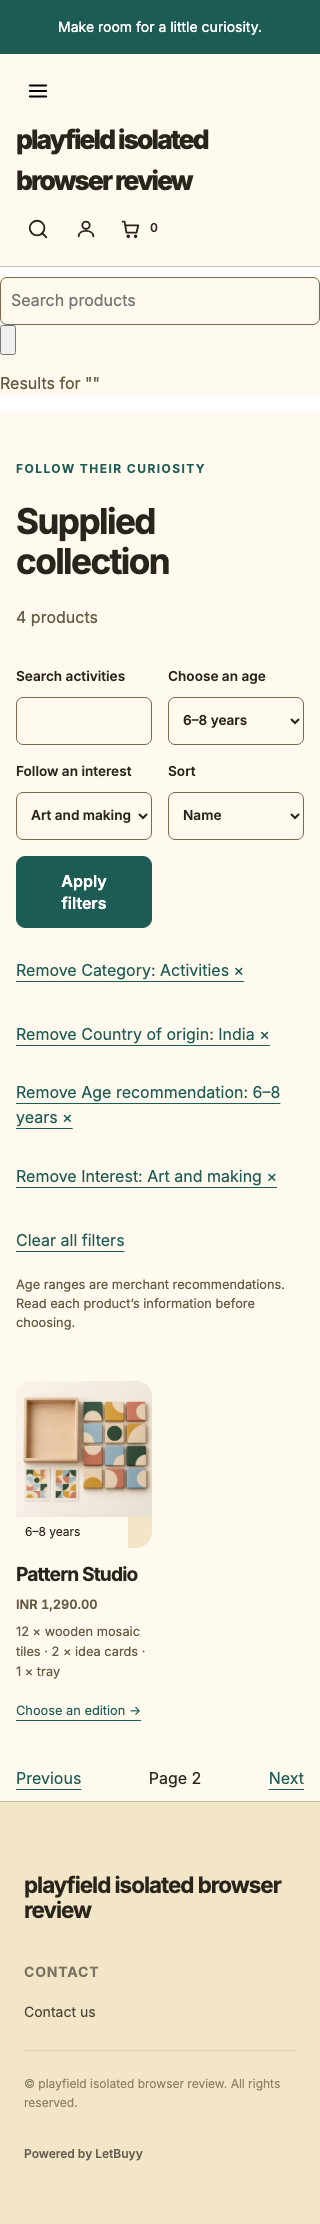 Make room for a little curiosity.
playfield isolated
browser review
0
Search products
Results for ""
FOLLOW THEIR CURIOSITY
Supplied
collection
4 products
Search activities
Choose an age
6–8 years
Follow an interest
Sort
Art and making
Name
Apply
filters
Remove Category: Activities ×
Remove Country of origin: India ×
Remove Age recommendation: 6–8
years ×
Remove Interest: Art and making ×
Clear all filters
Age ranges are merchant recommendations.
Read each product’s information before
choosing.
6–8 years
Pattern Studio
INR 1,290.00
12 × wooden mosaic
tiles · 2 × idea cards ·
1 × tray
Choose an edition →
Previous
Page 2
Next
playfield isolated browser
review
CONTACT
Contact us
© playfield isolated browser review. All rights
reserved.
Powered by LetBuyy